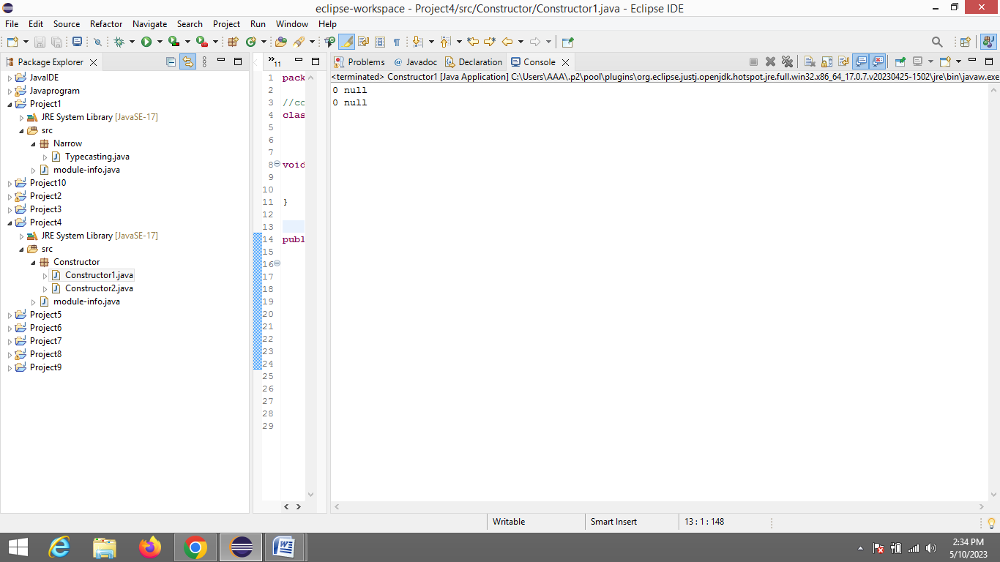 eclipse-workspace - Project4/src/Constructor/Constructor1.java - Eclipse IDE
File Edit Source Refactor Navigate Search Project Run Window Help
Package Explorer
JavaIDE
Javaprogram
Project1
JRE System Library [JavaSE-17]
src
Narrow
Typecasting.java
module-info.java
Project10
Project2
Project3
Project4
JRE System Library [JavaSE-17]
src
Constructor
Constructor1.java
Constructor2.java
module-info.java
Project5
Project6
Project7
Project8
Project9
»11
1 pack
2
3 //cc
4 clas
5
6
7
8 void
9
10
11 }
12
13
14 publ
15
16
17
18
19
20
21
22
23
24
25
26
27
28
29
Problems @ Javadoc Declaration Console
<terminated> Constructor1 [Java Application] C:\Users\AAA\.p2\pool\plugins\org.eclipse.justj.openjdk.hotspot.jre.full.win32.x86_64_17.0.7.v20230425-1502\jre\bin\javaw.exe
0 null
0 null
Writable Smart Insert 13 : 1 : 148
2:34 PM
5/10/2023